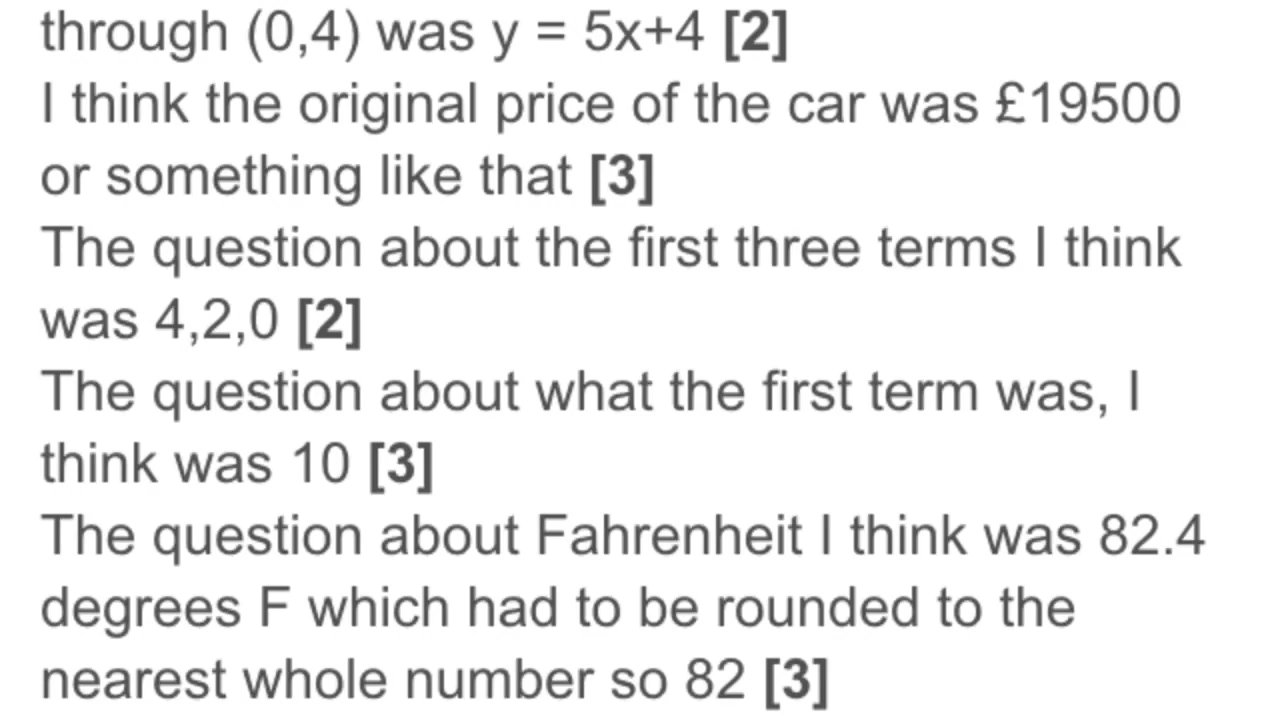 through (0,4) was y = 5x+4 [2]
I think the original price of the car was £19500
or something like that [3]
The question about the first three terms I think
was 4,2,0 [2]
The question about what the first term was, I
think was 10 [3]
The question about Fahrenheit I think was 82.4
degrees F which had to be rounded to the
nearest whole number so 82 [3]